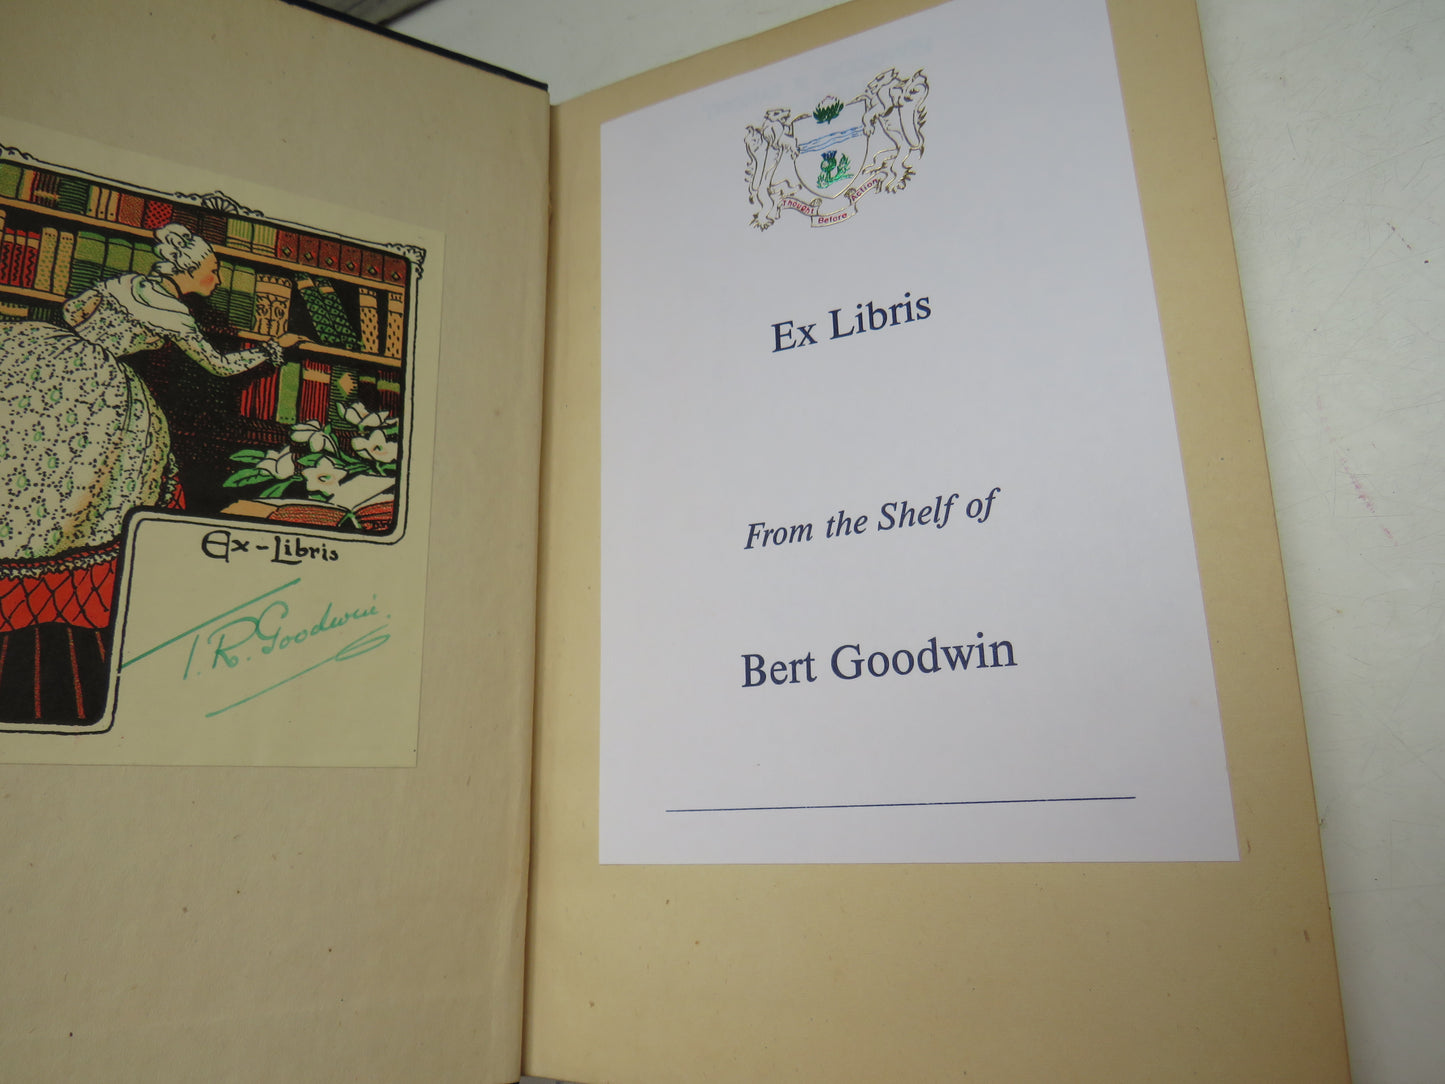 Ex-Libris
T.R. Goodwin.
Thought Before Action
Ex Libris
From the Shelf of
Bert Goodwin